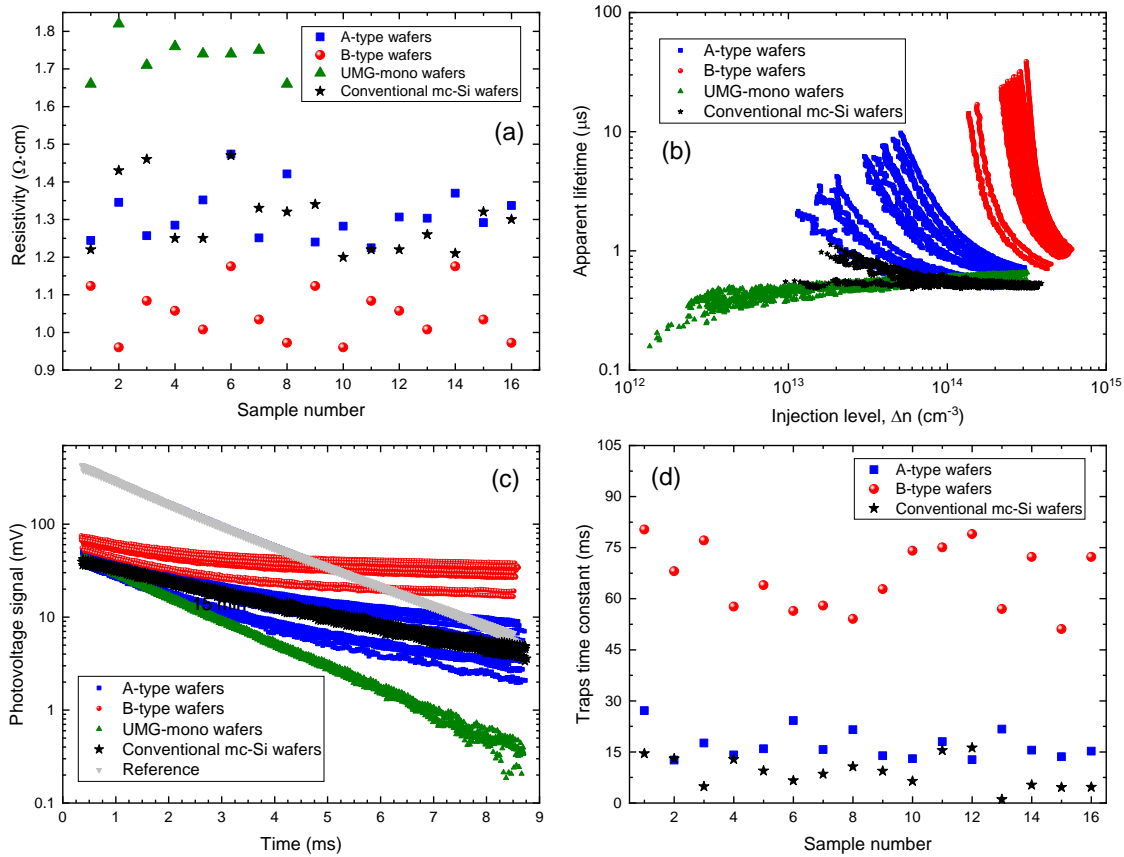 1.8
1.7
1.6
1.5
1.4
1.3
1.2
1.1
1.0
0.9
Resistivity (Ω·cm)
A-type wafers
B-type wafers
UMG-mono wafers
Conventional mc-Si wafers
(a)
2 4 6 8 10 12 14 16
Sample number
100
10
1
0.1
Apparent lifetime (μs)
A-type wafers
B-type wafers
UMG-mono wafers
Conventional mc-Si wafers
(b)
10¹² 10¹³ 10¹⁴ 10¹⁵
Injection level, Δn (cm⁻³)
100
10
1
0.1
Photovoltage signal (mV)
(c)
A-type wafers
B-type wafers
UMG-mono wafers
Conventional mc-Si wafers
Reference
0 1 2 3 4 5 6 7 8 9
Time (ms)
105
90
75
60
45
30
15
0
Traps time constant (ms)
(d)
A-type wafers
B-type wafers
Conventional mc-Si wafers
2 4 6 8 10 12 14 16
Sample number